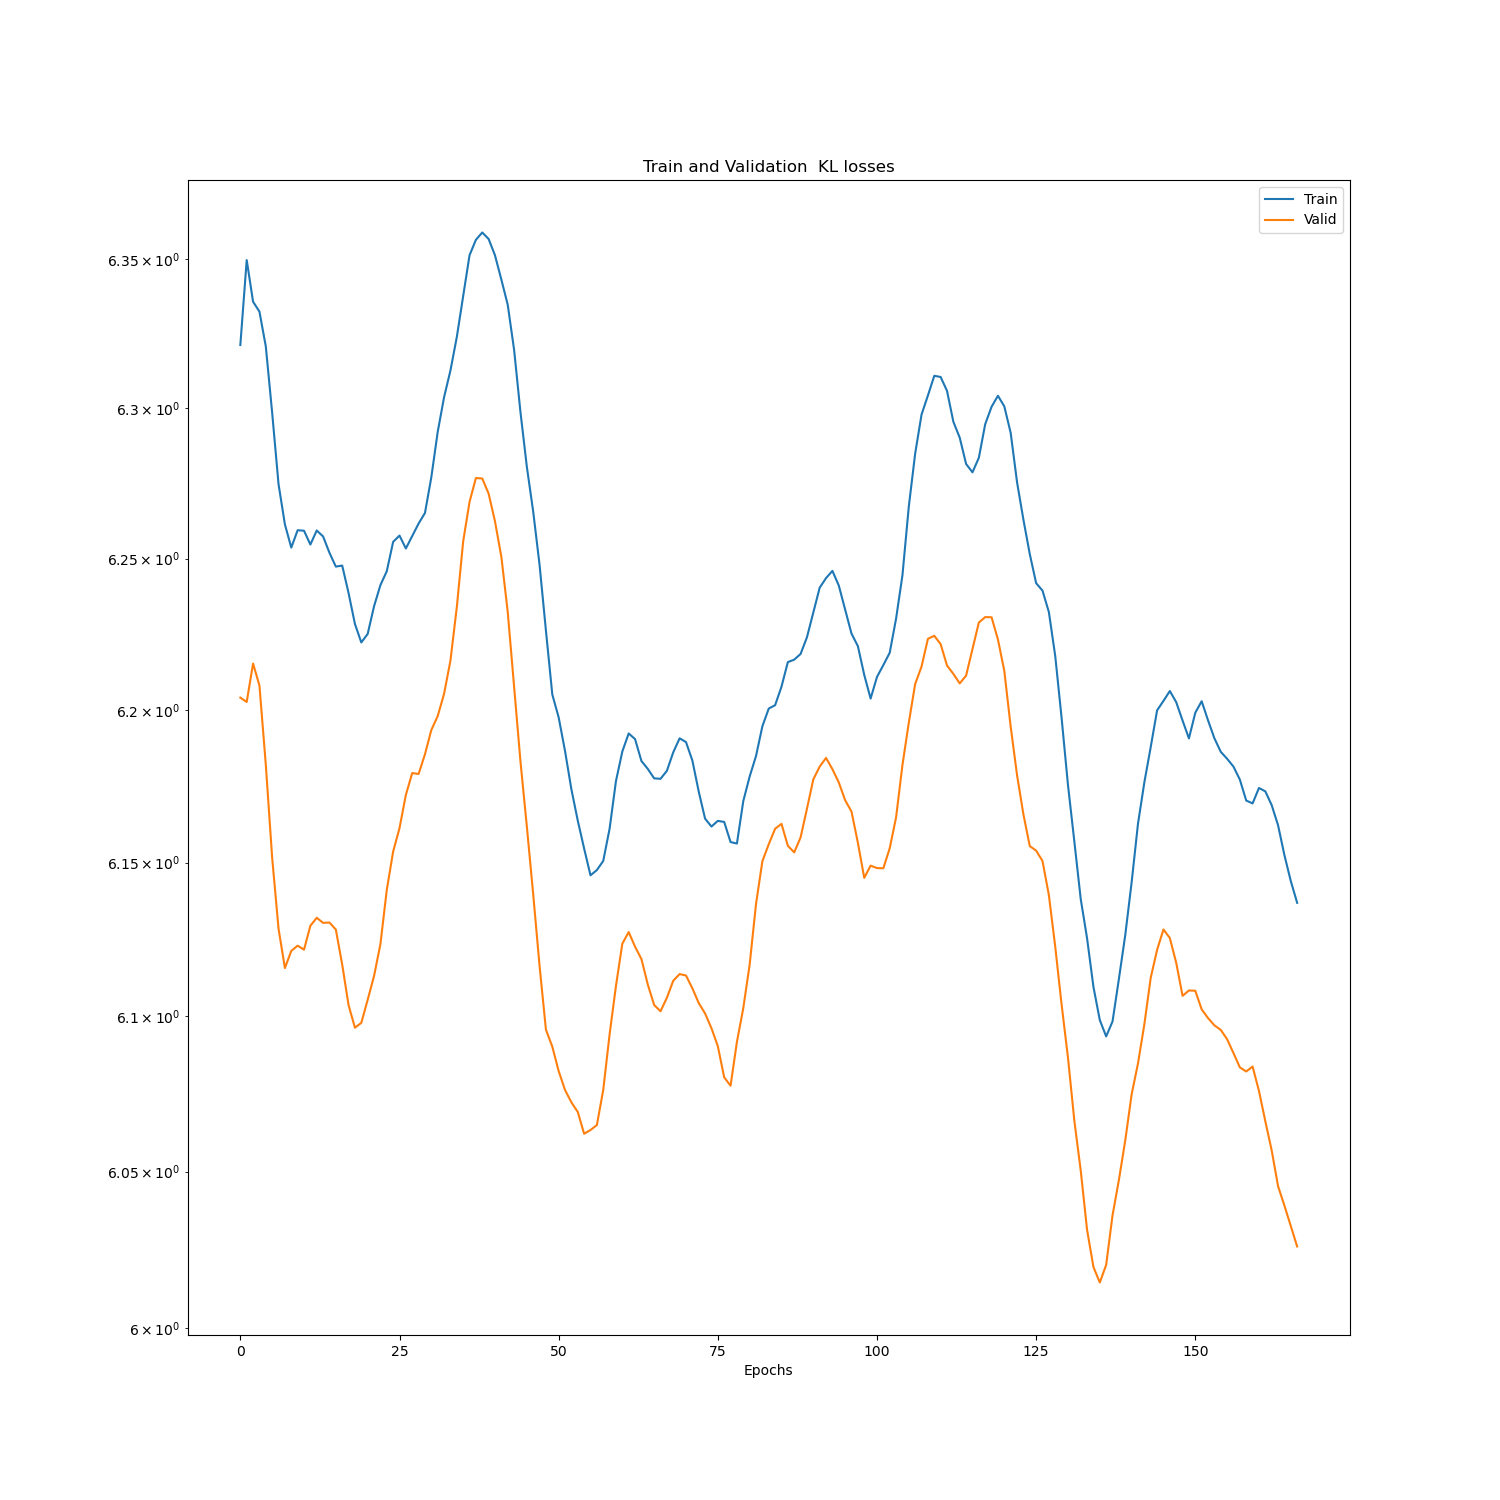 Train and Validation  KL losses
Train
Valid
6.35 × 10⁰
6.3 × 10⁰
6.25 × 10⁰
6.2 × 10⁰
6.15 × 10⁰
6.1 × 10⁰
6.05 × 10⁰
6 × 10⁰
0 25 50 75 100 125 150
Epochs